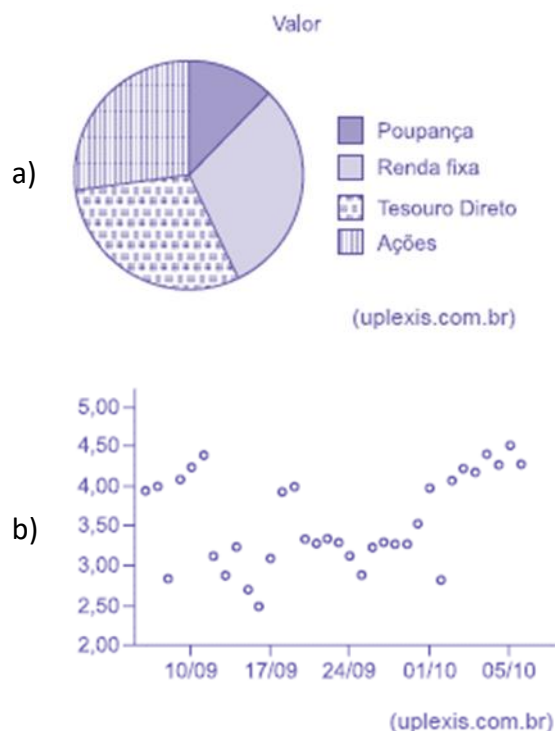 Valor
a)
Poupança
Renda fixa
Tesouro Direto
Ações
(uplexis.com.br)
b)
5,00
4,50
4,00
3,50
3,00
2,50
2,00
10/09 17/09 24/09 01/10 05/10
(uplexis.com.br)